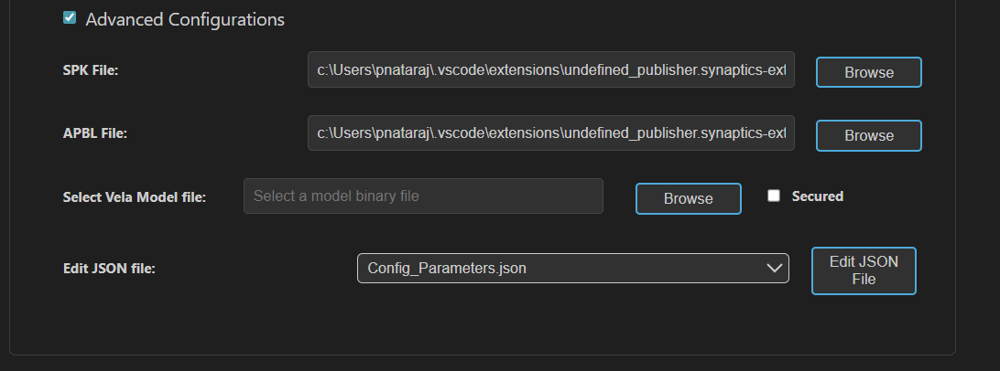 Advanced Configurations
SPK File: c:\Users\pnataraj\.vscode\extensions\undefined_publisher.synaptics-ext Browse
APBL File: c:\Users\pnataraj\.vscode\extensions\undefined_publisher.synaptics-ext Browse
Select Vela Model file: Select a model binary file Browse Secured
Edit JSON file: Config_Parameters.json Edit JSON
File